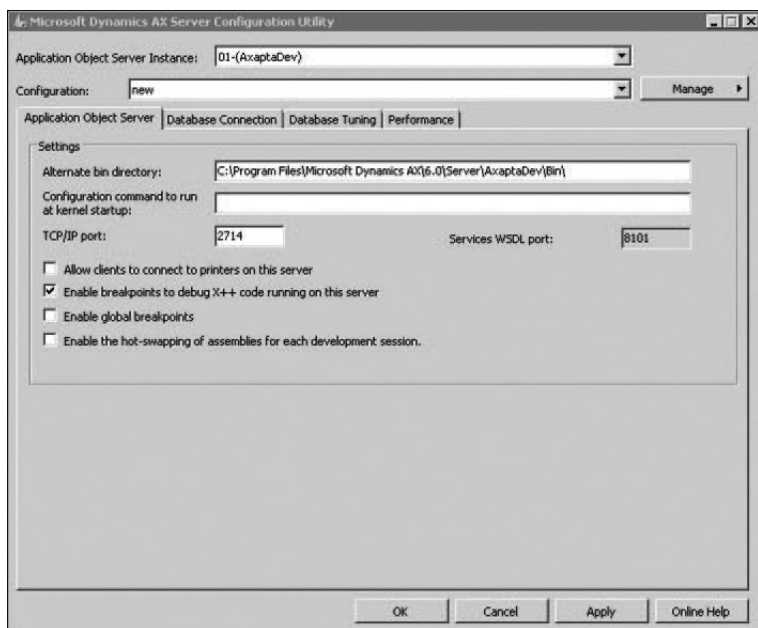 Microsoft Dynamics AX Server Configuration Utility
Application Object Server Instance: 01-(AxaptaDev)
Configuration: new Manage
Application Object Server Database Connection Database Tuning Performance
Settings
Alternate bin directory: C:\Program Files\Microsoft Dynamics AX\6.0\Server\AxaptaDev\Bin\
Configuration command to run
at kernel startup:
TCP/IP port: 2714 Services WSDL port: 8101
Allow clients to connect to printers on this server
Enable breakpoints to debug X++ code running on this server
Enable global breakpoints
Enable the hot-swapping of assemblies for each development session.
OK Cancel Apply Online Help